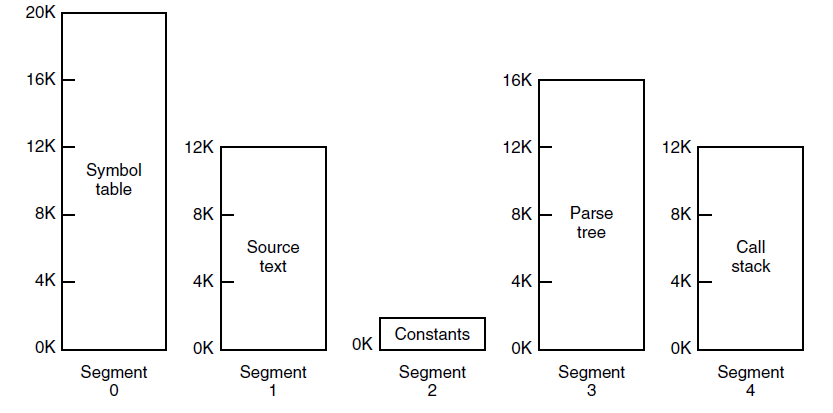 20K
16K
12K
8K
4K
0K
Symbol
table
Segment
0
12K
8K
4K
0K
Source
text
Segment
1
0K
Constants
Segment
2
16K
12K
8K
4K
0K
Parse
tree
Segment
3
12K
8K
4K
0K
Call
stack
Segment
4